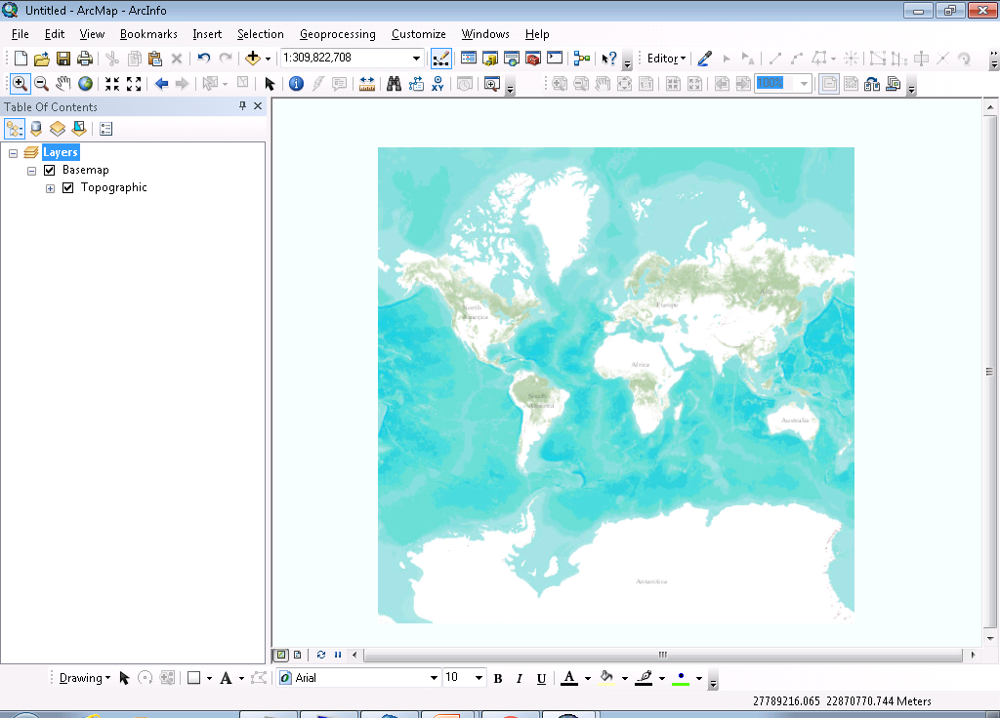 Untitled - ArcMap - ArcInfo
File Edit View Bookmarks Insert Selection Geoprocessing Customize Windows Help
1:309,822,708 Editor
100%
Table Of Contents
Layers
Basemap
Topographic
North
America
Europe
Asia
Africa
South
America
Australia
Antarctica
Drawing A Arial 10 B I U A
27789216.065 22870770.744 Meters